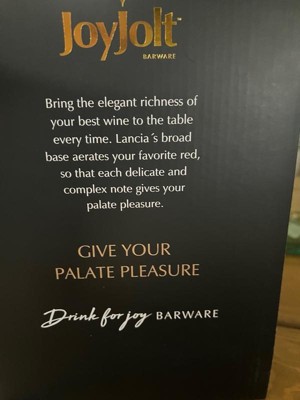 JoyJolt™
BARWARE
Bring the elegant richness of
your best wine to the table
every time. Lancia´s broad
base aerates your favorite red,
so that each delicate and
complex note gives your
palate pleasure.
GIVE YOUR
PALATE PLEASURE
Drink for joy BARWARE